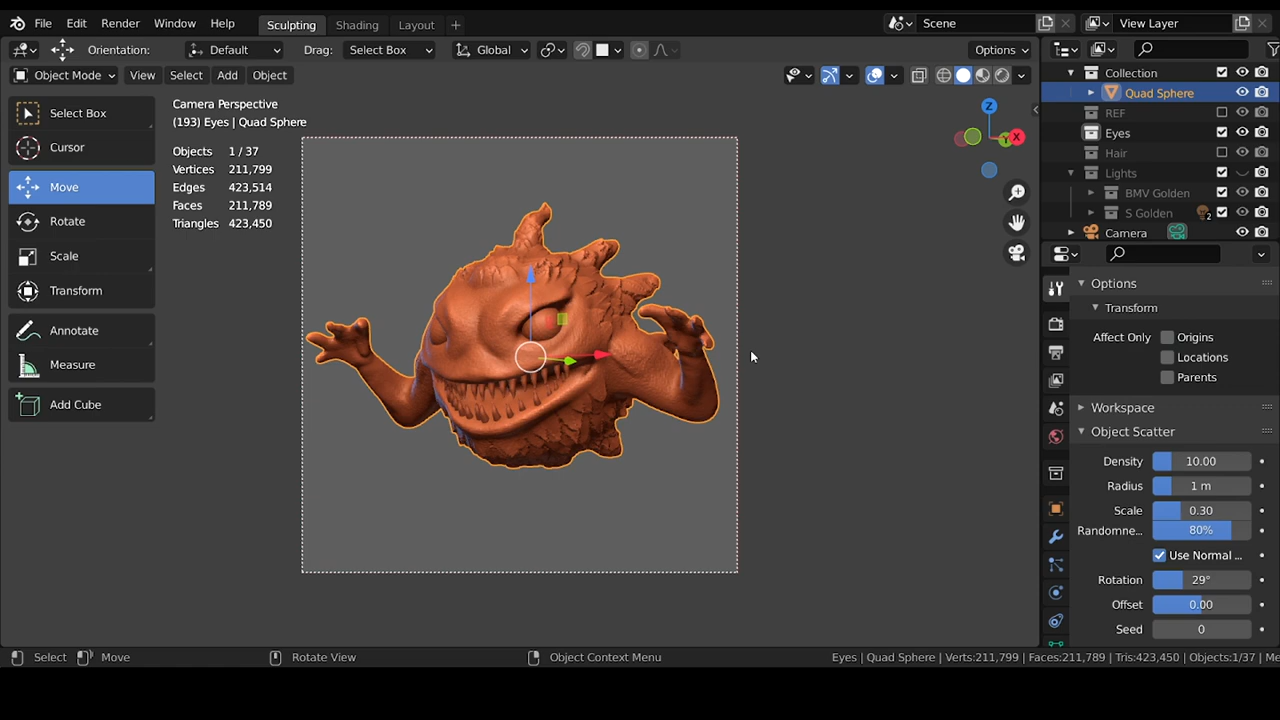 File Edit Render Window Help Sculpting Shading Layout + Scene View Layer
Orientation: Default Drag: Select Box Global Options
Object Mode View Select Add Object
Select Box
Cursor
Move
Rotate
Scale
Transform
Annotate
Measure
Add Cube
Camera Perspective
(193) Eyes | Quad Sphere
Objects 1 / 37
Vertices 211,799
Edges 423,514
Faces 211,789
Triangles 423,450
Z
Y X
Collection
Quad Sphere
REF
Eyes
Hair
Lights
BMV Golden
S Golden 2
Camera
Options
Transform
Affect Only Origins
Locations
Parents
Workspace
Object Scatter
Density 10.00
Radius 1 m
Scale 0.30
Randomne... 80%
Use Normal ...
Rotation 29°
Offset 0.00
Seed 0
Select Move Rotate View Object Context Menu Eyes | Quad Sphere | Verts:211,799 | Faces:211,789 | Tris:423,450 | Objects:1/37 | Me